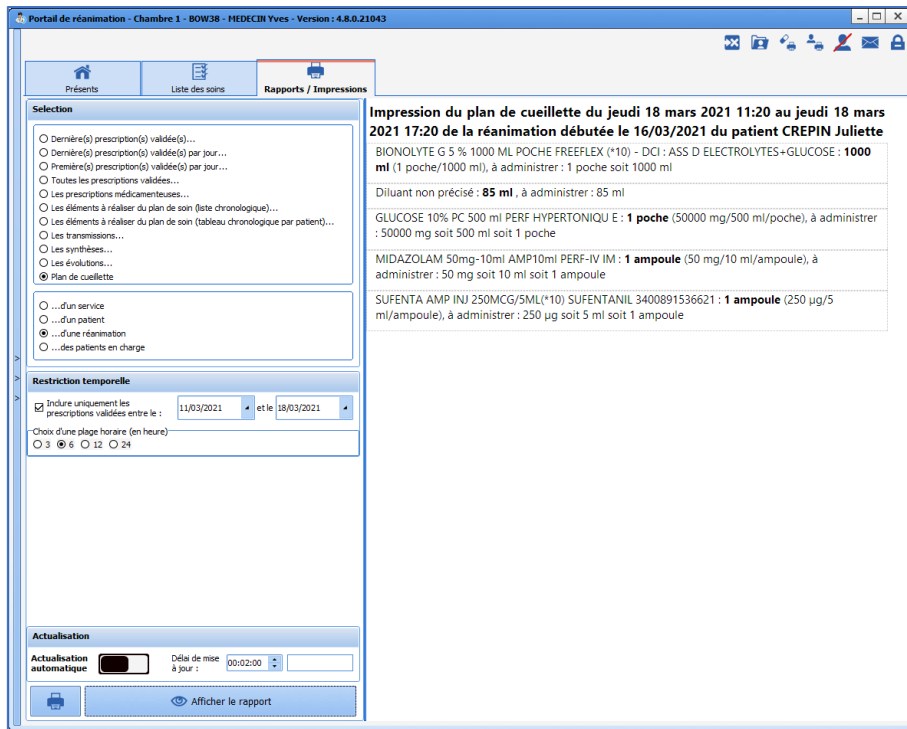 Portail de réanimation - Chambre 1 - BOW38 - MEDECIN Yves - Version : 4.8.0.21043
Présents
Liste des soins
Rapports / Impressions
Selection
Dernière(s) prescription(s) validée(s)...
Dernière(s) prescription(s) validée(s) par jour...
Première(s) prescription(s) validée(s) par jour...
Toutes les prescriptions validées...
Les prescriptions médicamenteuses...
Les éléments à réaliser du plan de soin (liste chronologique)...
Les éléments à réaliser du plan de soin (tableau chronologique par patient)...
Les transmissions...
Les synthèses...
Les évolutions...
Plan de cueillette
...d'un service
...d'un patient
...d'une réanimation
...des patients en charge
Restriction temporelle
Inclure uniquement les
prescriptions validées entre le :
11/03/2021
et le
18/03/2021
Choix d'une plage horaire (en heure)
3 6 12 24
Actualisation
Actualisation
automatique
Délai de mise
à jour :
00:02:00
Afficher le rapport
Impression du plan de cueillette du jeudi 18 mars 2021 11:20 au jeudi 18 mars
2021 17:20 de la réanimation débutée le 16/03/2021 du patient CREPIN Juliette
BIONOLYTE G 5 % 1000 ML POCHE FREEFLEX (*10) - DCI : ASS D ELECTROLYTES+GLUCOSE : 1000
ml (1 poche/1000 ml), à administrer : 1 poche soit 1000 ml
Diluant non précisé : 85 ml , à administrer : 85 ml
GLUCOSE 10% PC 500 ml PERF HYPERTONIQU E : 1 poche (50000 mg/500 ml/poche), à administrer
: 50000 mg soit 500 ml soit 1 poche
MIDAZOLAM 50mg-10ml AMP10ml PERF-IV IM : 1 ampoule (50 mg/10 ml/ampoule), à
administrer : 50 mg soit 10 ml soit 1 ampoule
SUFENTA AMP INJ 250MCG/5ML(*10) SUFENTANIL 3400891536621 : 1 ampoule (250 µg/5
ml/ampoule), à administrer : 250 µg soit 5 ml soit 1 ampoule